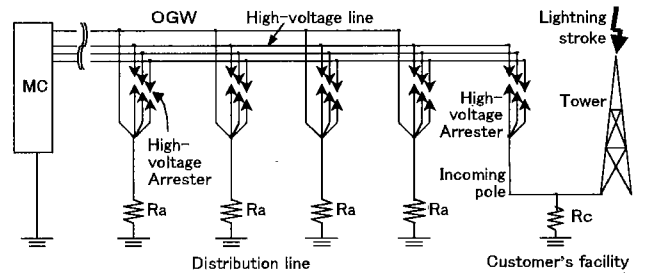 OGW
High-voltage line
Lightning
stroke
MC
High-
voltage
Arrester
High-
voltage
Arrester
Tower
Incoming
pole
Ra
Ra
Ra
Ra
Rc
Distribution line
Customer's facility